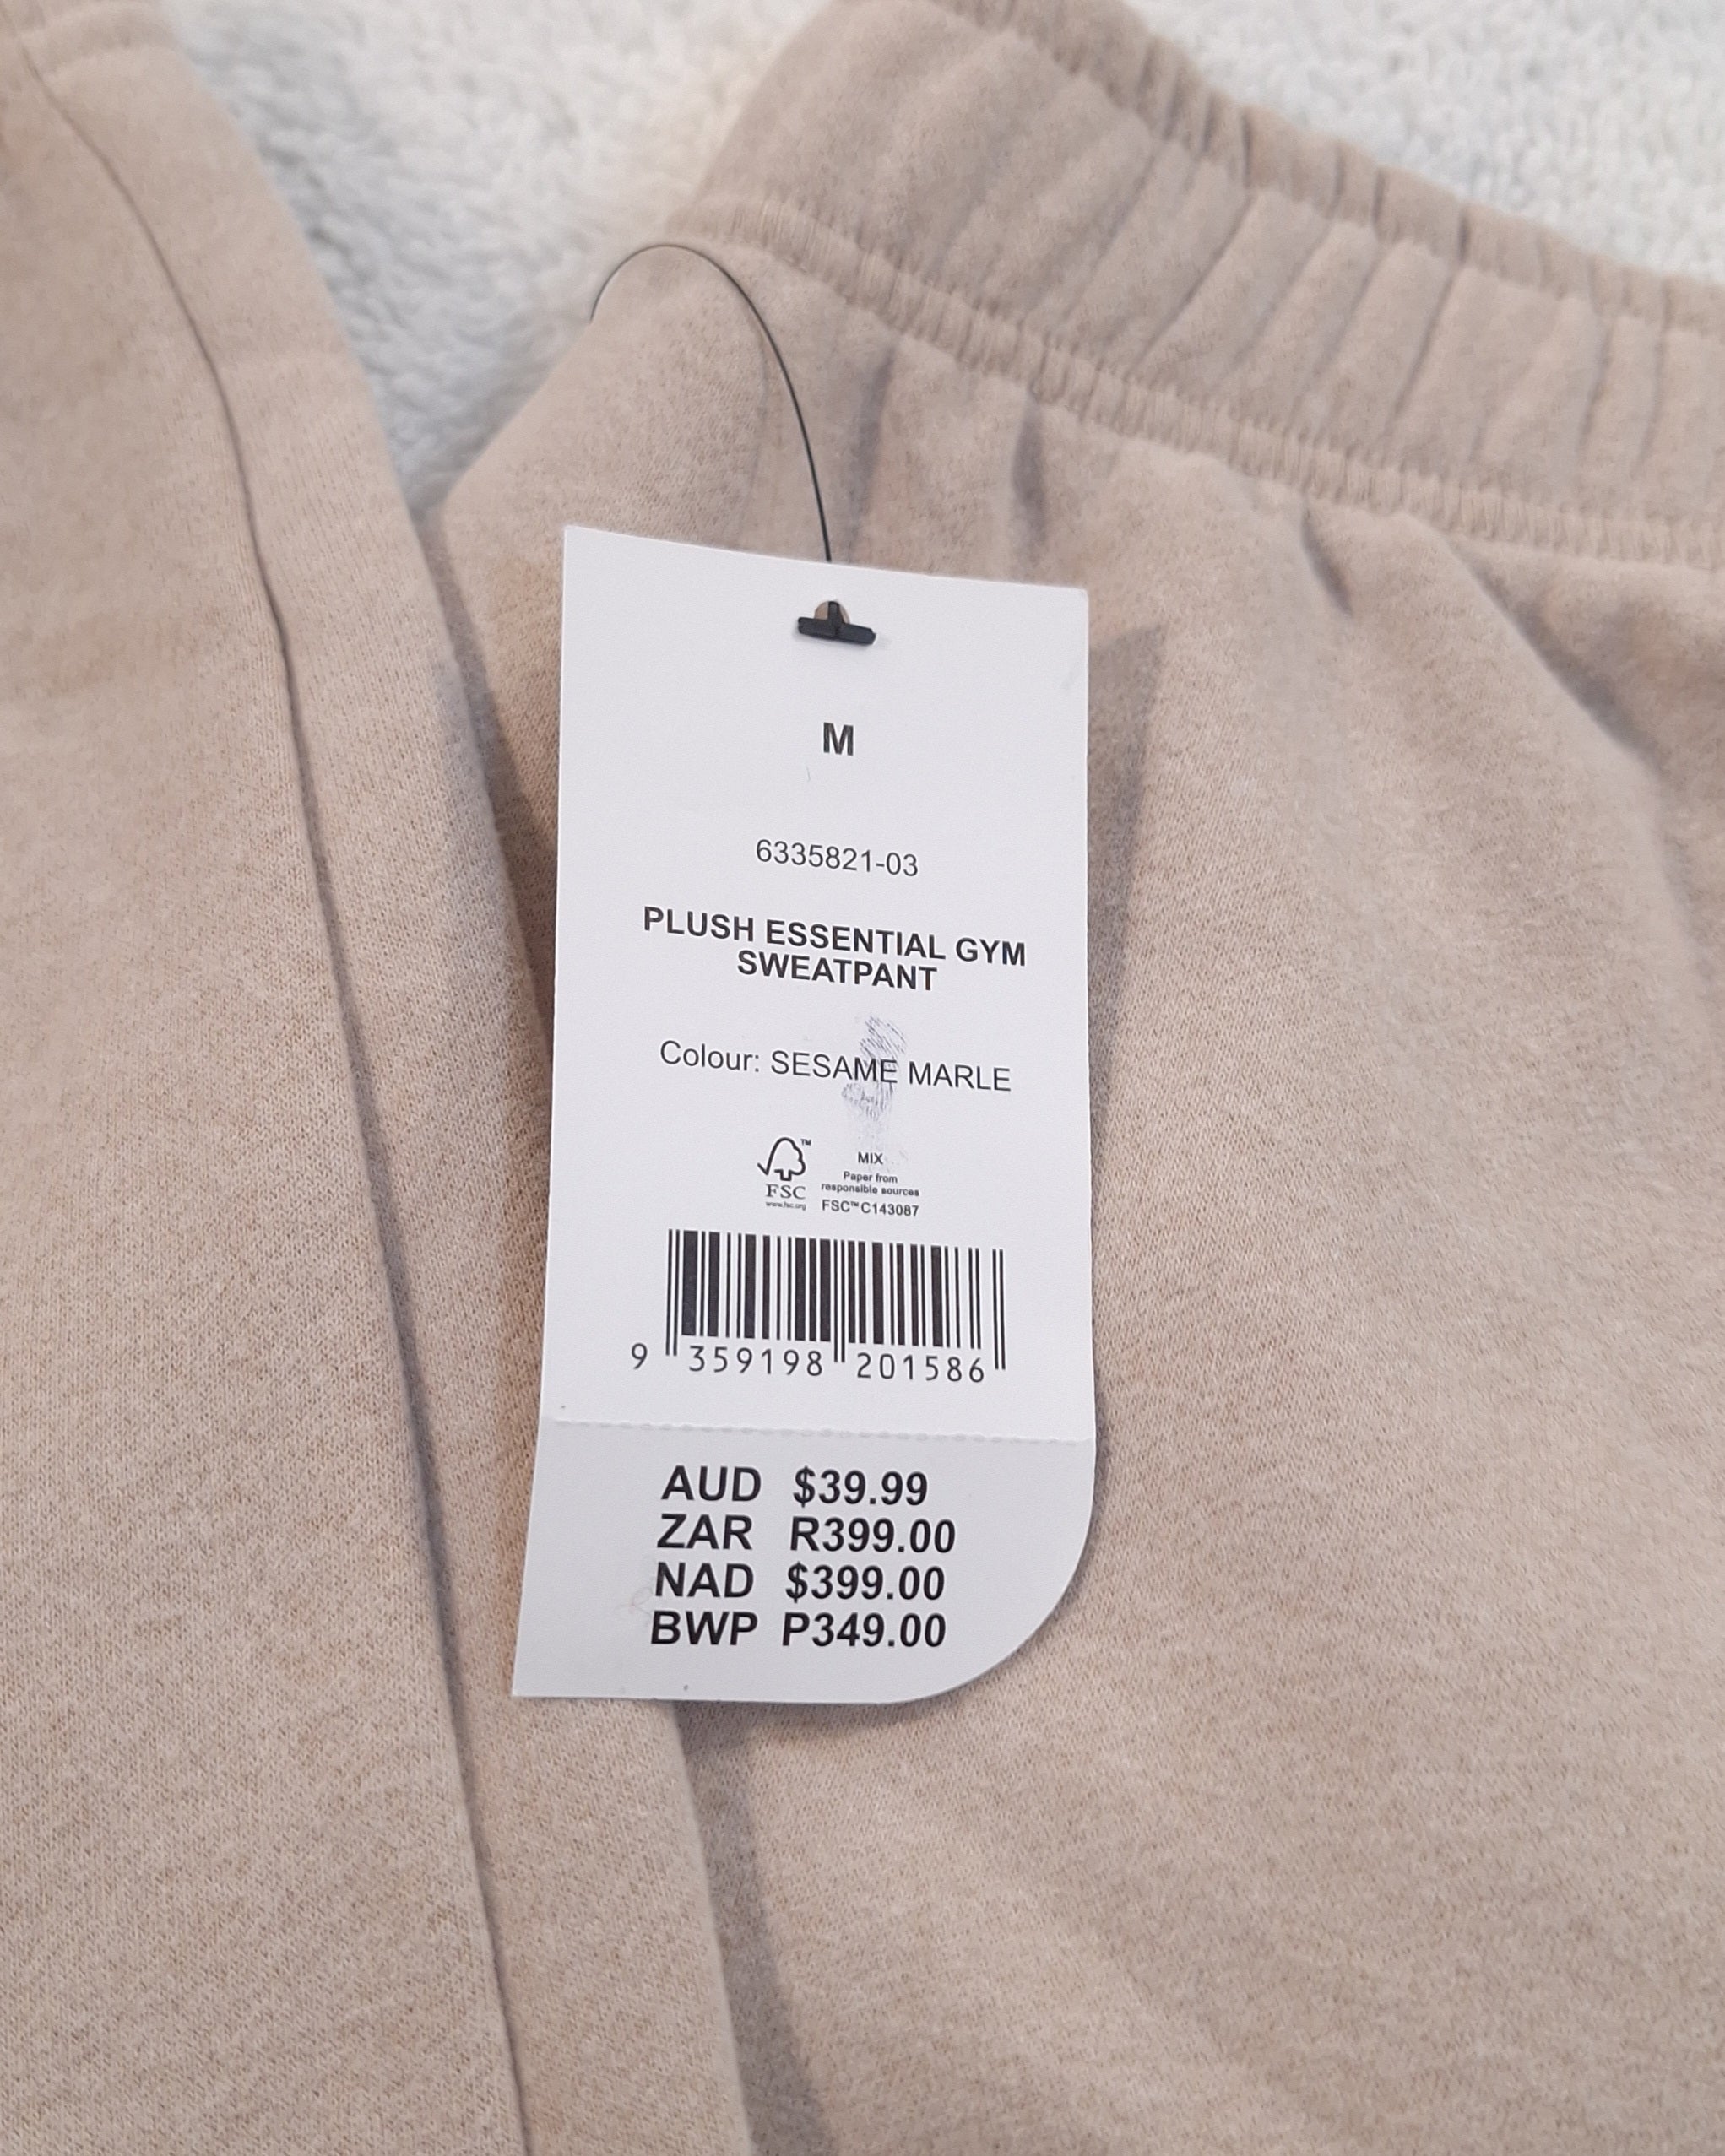 M
6335821-03
PLUSH ESSENTIAL GYM
SWEATPANT
Colour: SESAME MARLE
FSC
www.fsc.org
MIX
Paper from
responsible sources
FSC™ C143087
9 359198 201586
AUD $39.99
ZAR R399.00
NAD $399.00
BWP P349.00